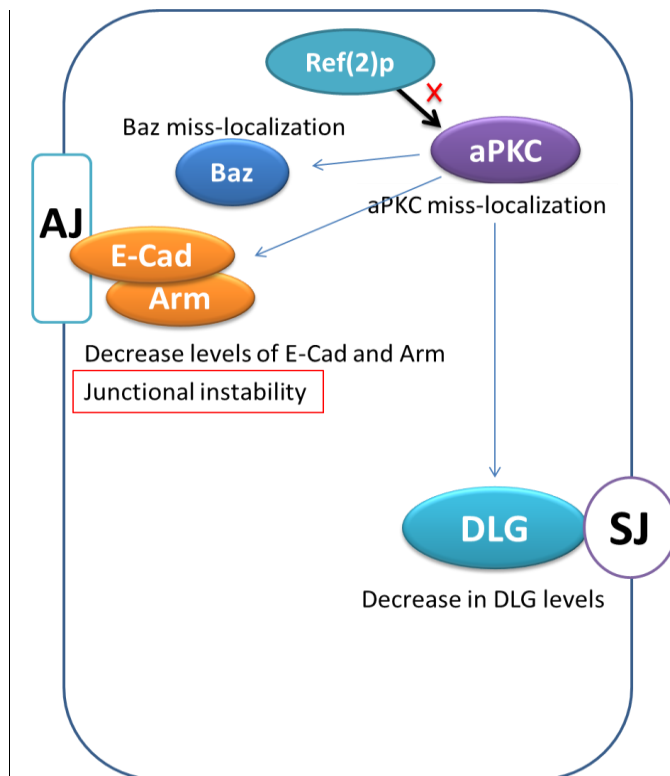 Ref(2)p
X
Baz miss-localization
aPKC
Baz
aPKC miss-localization
AJ
E-Cad
Arm
Decrease levels of E-Cad and Arm
Junctional instability
DLG
SJ
Decrease in DLG levels